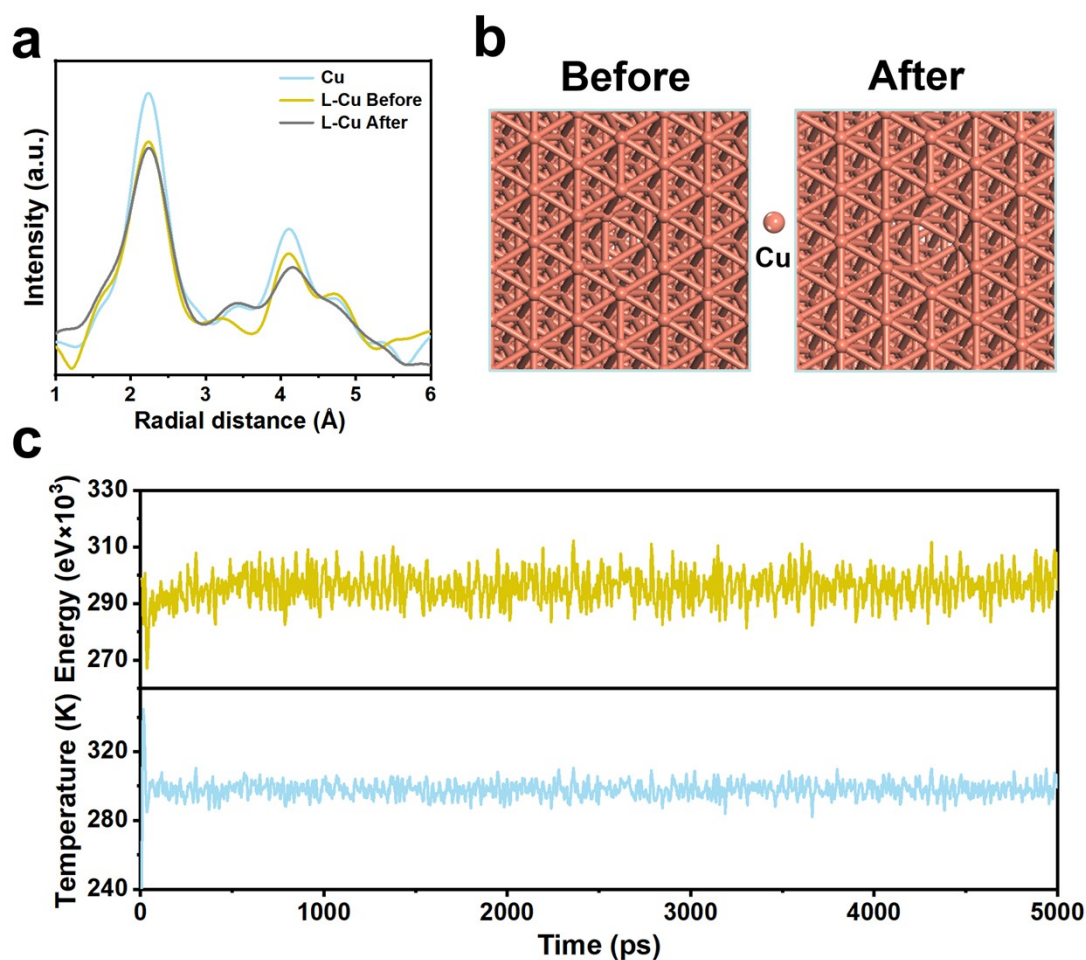 a
Cu
L-Cu Before
L-Cu After
Intensity (a.u.)
1 2 3 4 5 6
Radial distance (Å)
b
Before After
Cu
c
330
310
290
270
Energy (eV×10³)
320
280
240
Temperature (K)
0 1000 2000 3000 4000 5000
Time (ps)